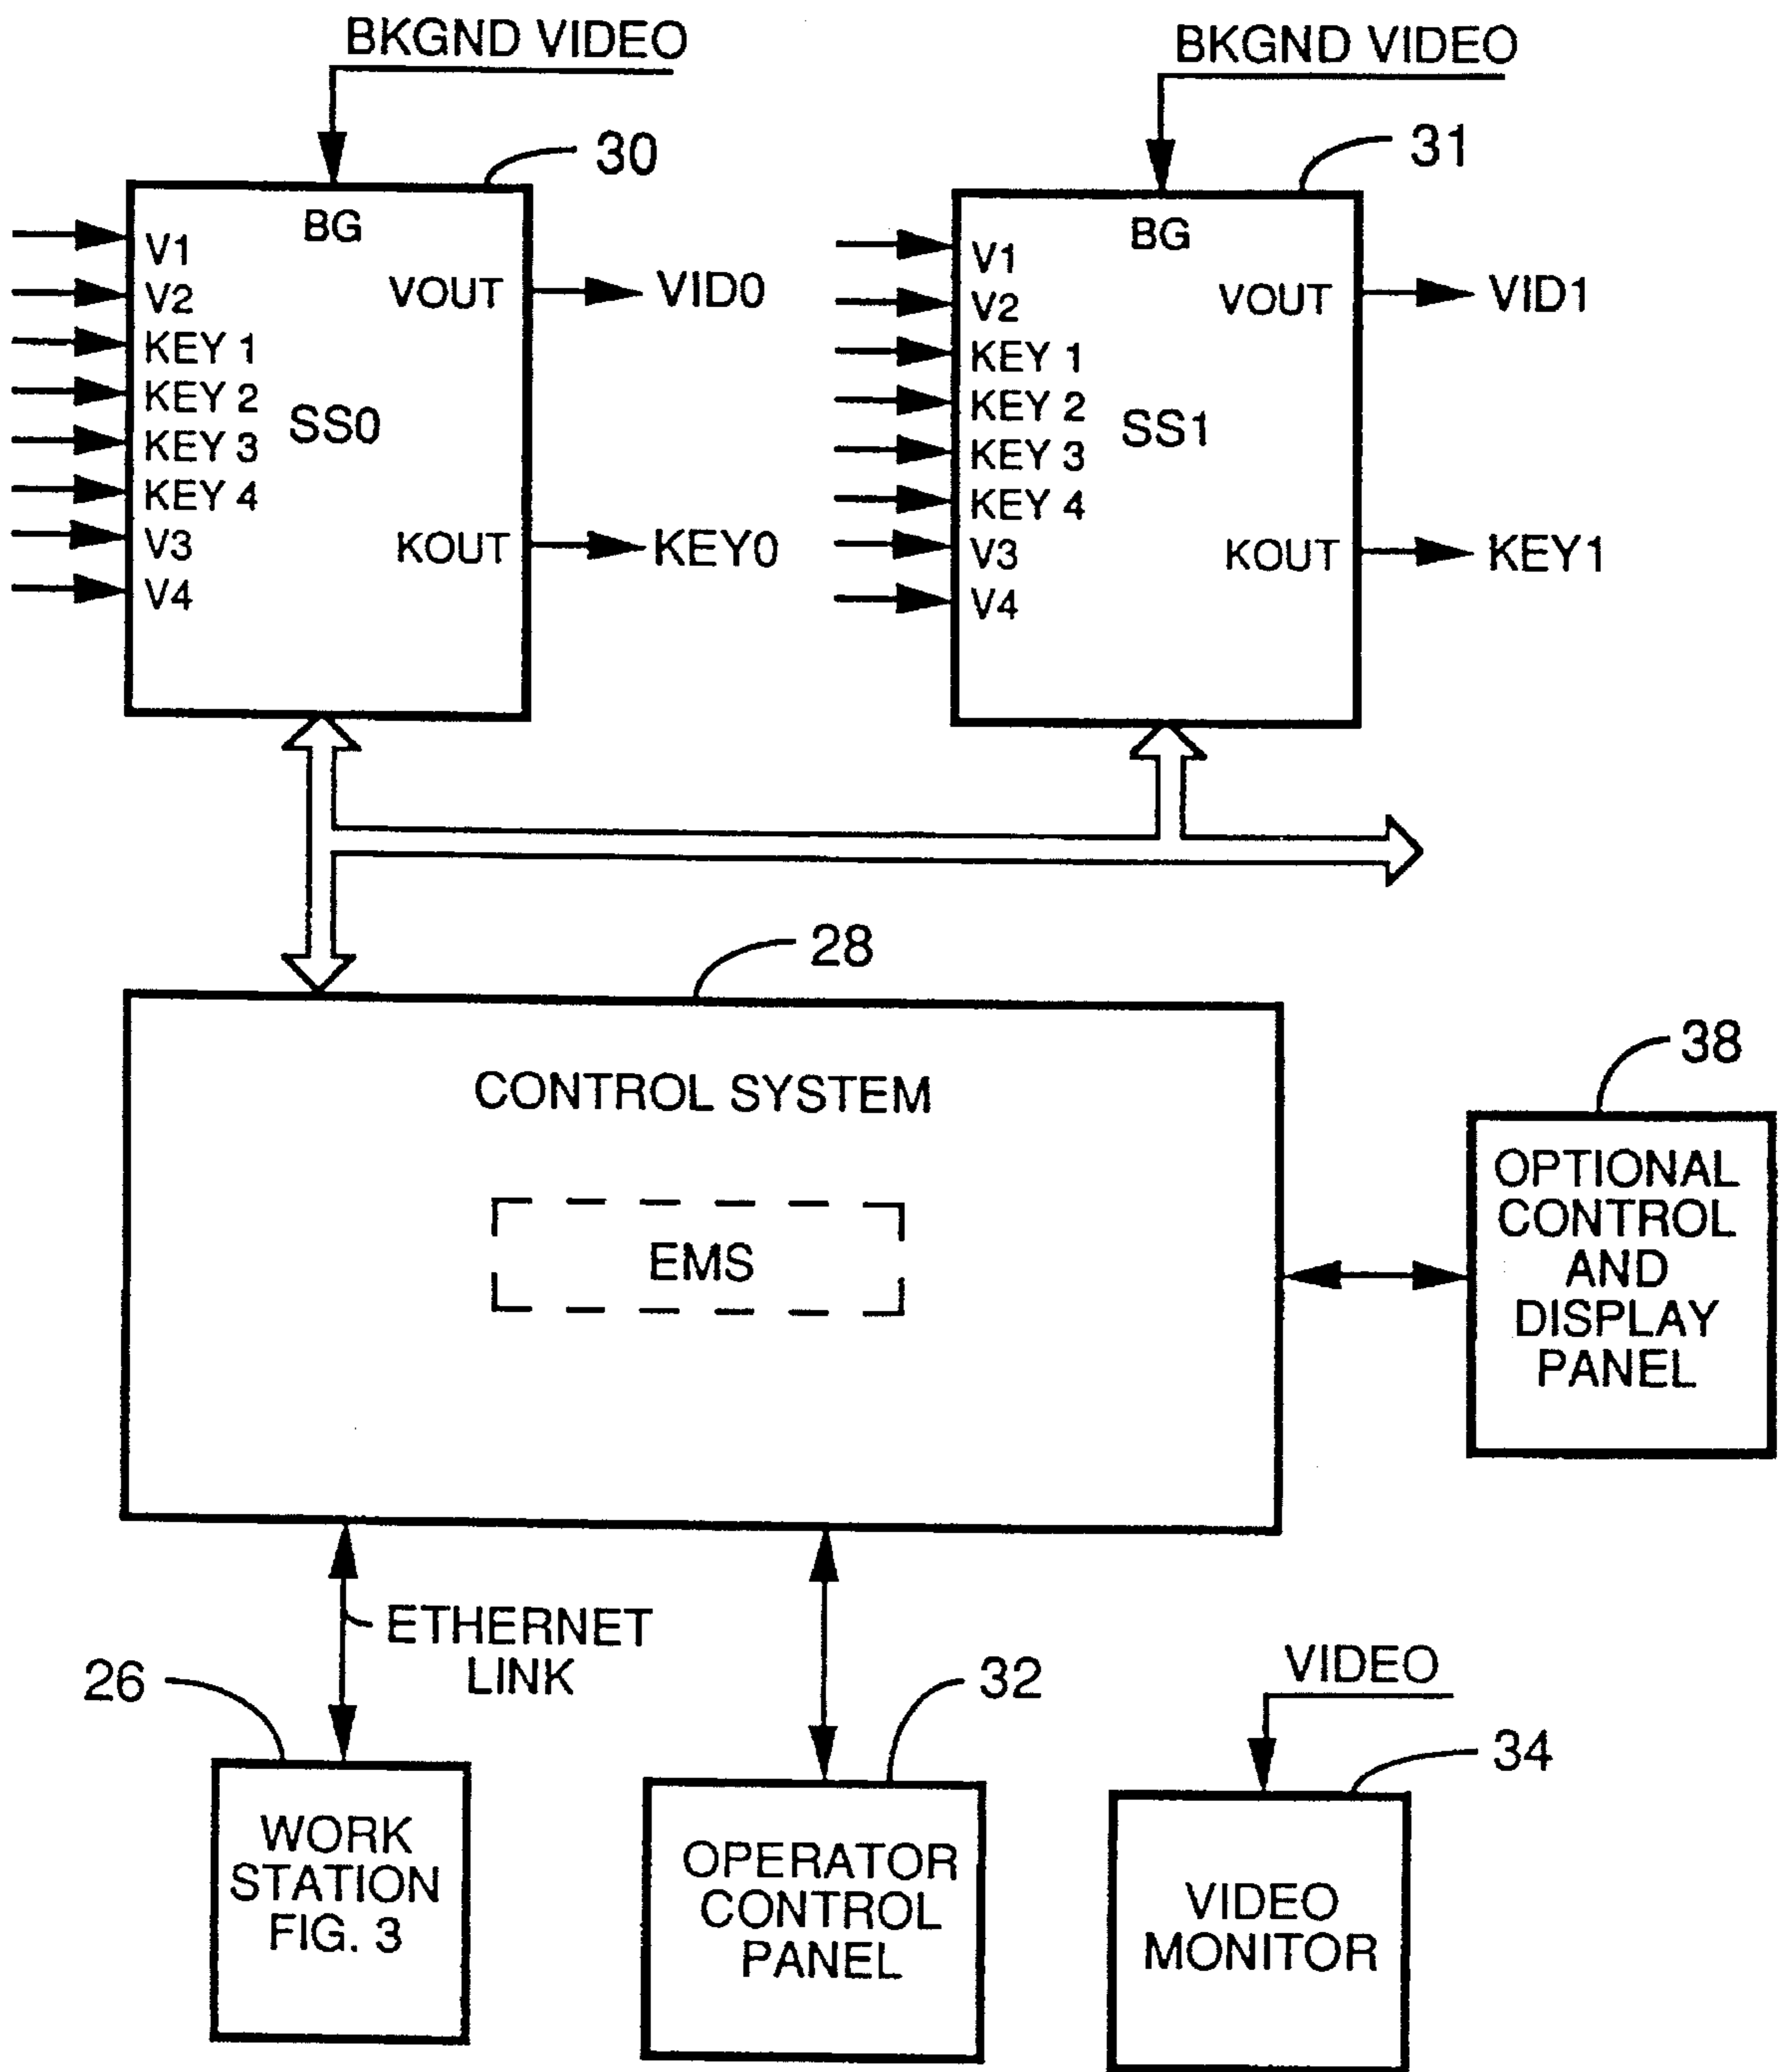 BKGND VIDEO
BKGND VIDEO
30
31
BG
V1
V2
KEY 1
KEY 2
KEY 3
KEY 4
V3
V4
SS0
VOUT
VID0
KOUT
KEY0
BG
V1
V2
KEY 1
KEY 2
KEY 3
KEY 4
V3
V4
SS1
VOUT
VID1
KOUT
KEY1
28
CONTROL SYSTEM
EMS
38
OPTIONAL
CONTROL
AND
DISPLAY
PANEL
ETHERNET
LINK
26
WORK
STATION
FIG. 3
32
OPERATOR
CONTROL
PANEL
VIDEO
34
VIDEO
MONITOR